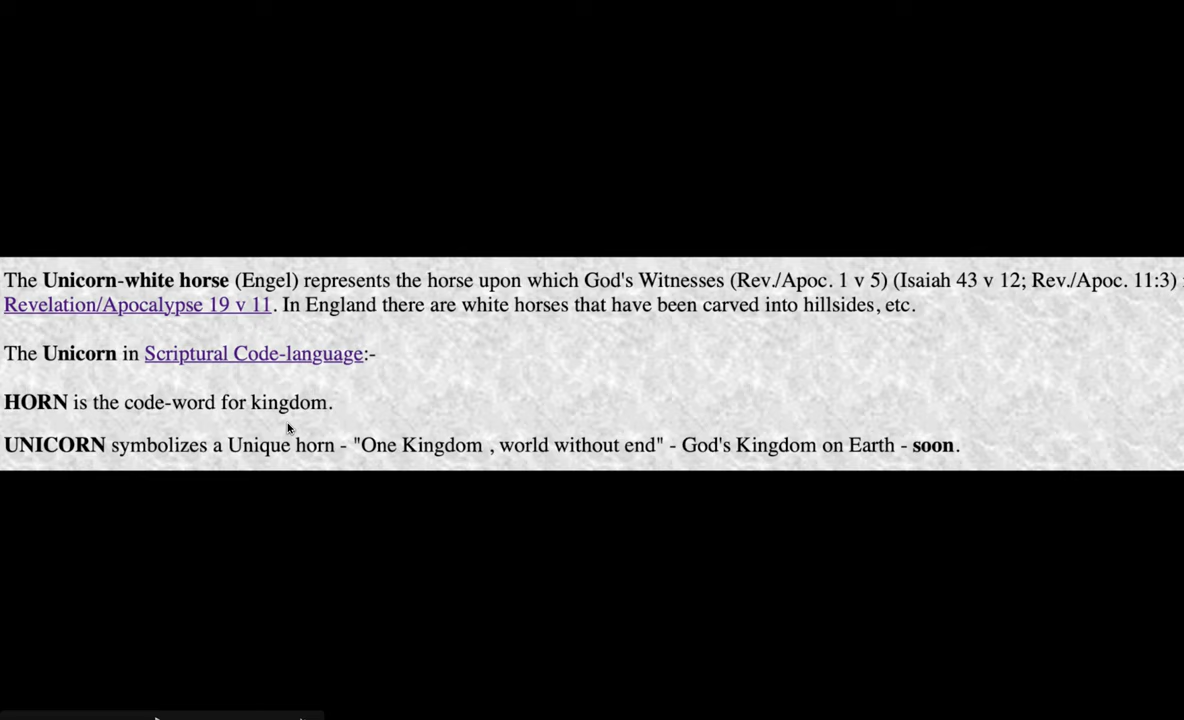 The Unicorn-white horse (Engel) represents the horse upon which God's Witnesses (Rev./Apoc. 1 v 5) (Isaiah 43 v 12; Rev./Apoc. 11:3)
Revelation/Apocalypse 19 v 11. In England there are white horses that have been carved into hillsides, etc.
The Unicorn in Scriptural Code-language:-
HORN is the code-word for kingdom.
UNICORN symbolizes a Unique horn - "One Kingdom , world without end" - God's Kingdom on Earth - soon.